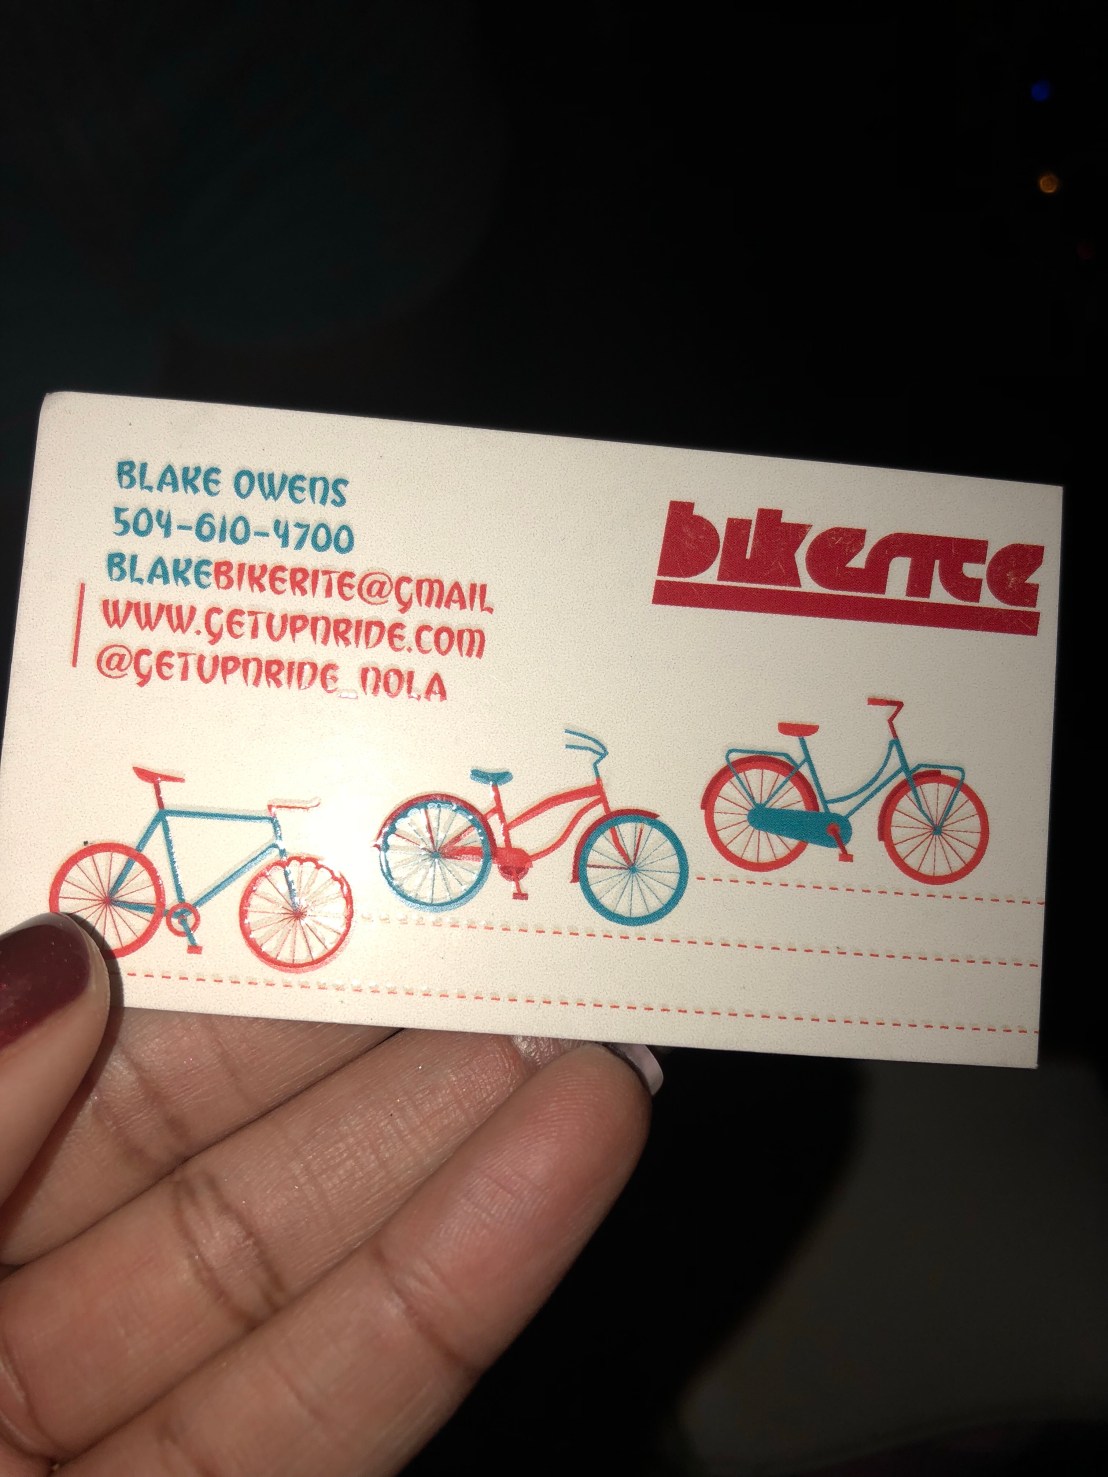 BLAKE OWENS
504-610-4700
BLAKEBIKERITE@GMAIL
WWW.GETUPNRIDE.COM
@GETUPNRIDE_NOLA
bikerite